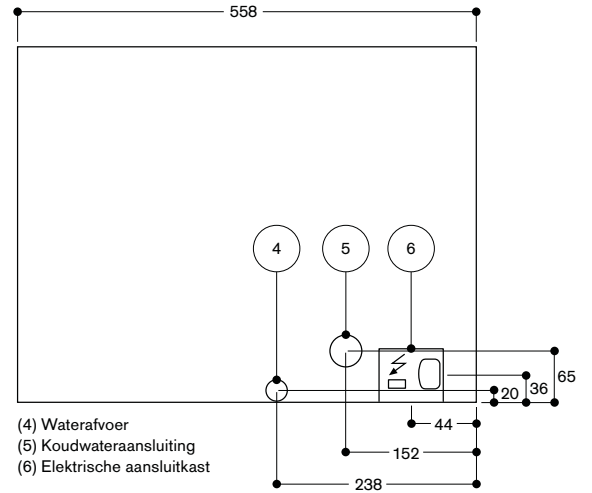 558
4 5 6
65
36
20
(4) Waterafvoer
44
(5) Koudwateraansluiting
152
(6) Elektrische aansluitkast
238